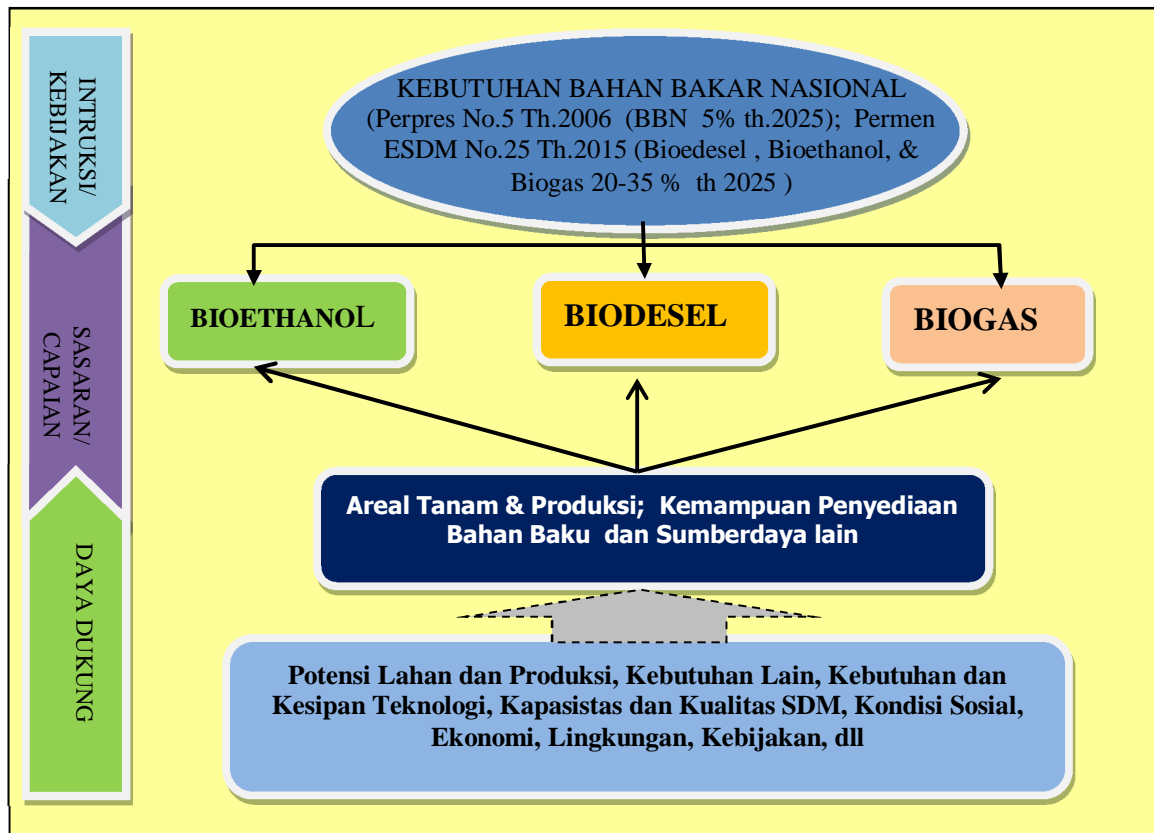 INTRUKSI/
KEBIJAKAN
KEBUTUHAN BAHAN BAKAR NASIONAL
(Perpres No.5 Th.2006 (BBN 5% th.2025); Permen
ESDM No.25 Th.2015 (Bioedesel , Bioethanol, &
Biogas 20-35 % th 2025 )
SASARAN/
CAPAIAN
BIOETHANOL
BIODESEL
BIOGAS
DAYA DUKUNG
Areal Tanam & Produksi; Kemampuan Penyediaan
Bahan Baku dan Sumberdaya lain
Potensi Lahan dan Produksi, Kebutuhan Lain, Kebutuhan dan
Kesipan Teknologi, Kapasistas dan Kualitas SDM, Kondisi Sosial,
Ekonomi, Lingkungan, Kebijakan, dll